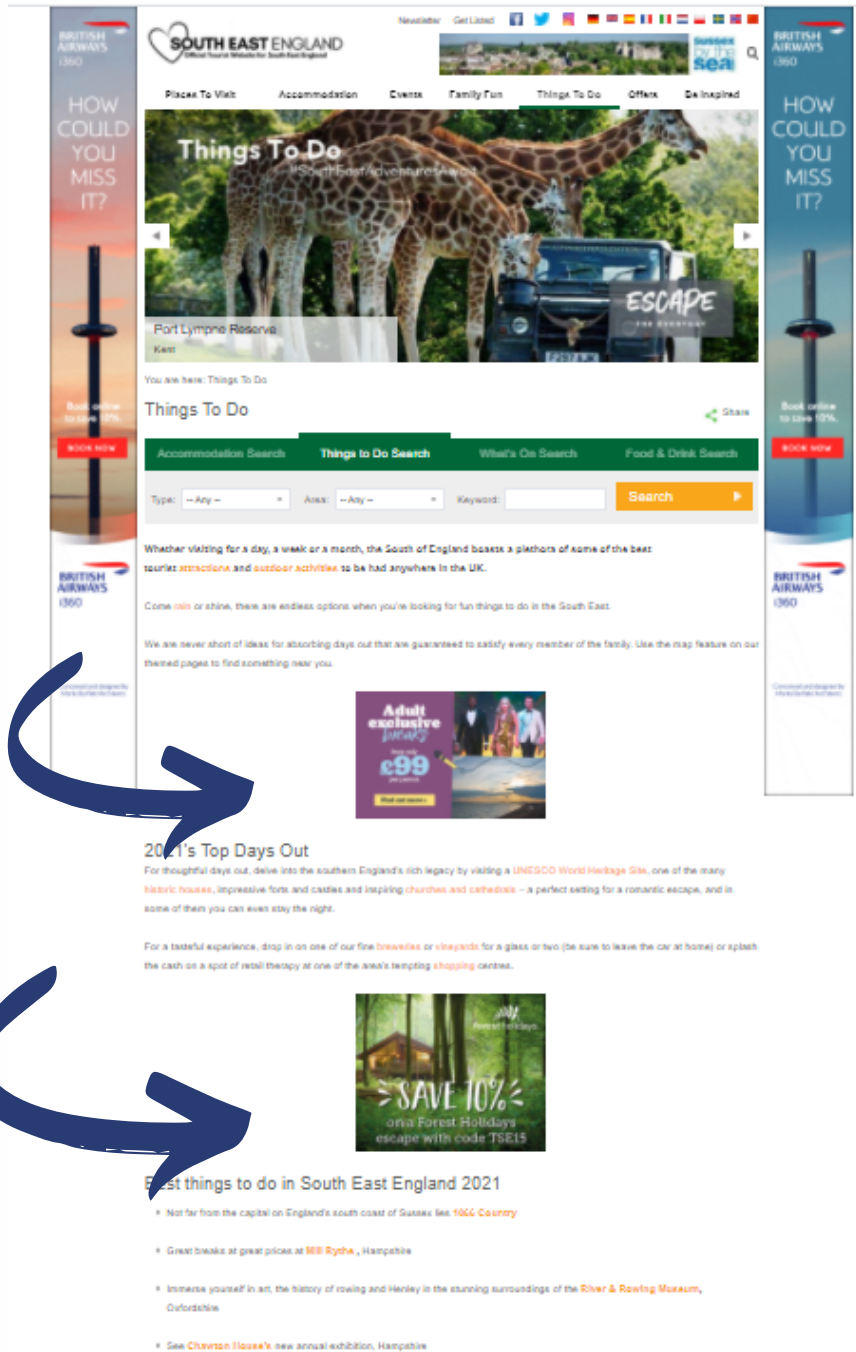 Newsletter Get Listed
SOUTH EAST ENGLAND
Official Tourist Website for South East England
sussex
by the
sea
Places To Visit Accommodation Events Family Fun Things To Do Offers Be Inspired
BRITISH
AIRWAYS
i360
HOW
COULD
YOU
MISS
IT?
Book online
to save 10%.
BOOK NOW
BRITISH
AIRWAYS
i360
Things To Do
#SouthEastAdventuresAwait
ESCAPE
THE EVERYDAY
Port Lympne Reserve
Kent
BRITISH
AIRWAYS
i360
HOW
COULD
YOU
MISS
IT?
Book online
to save 10%.
BOOK NOW
BRITISH
AIRWAYS
i360
You are here: Things To Do
Things To Do
Share
Accommodation Search Things to Do Search What's On Search Food & Drink Search
Type: -- Any -- Area: -- Any -- Keyword: Search
Whether visiting for a day, a week or a month, the South of England boasts a plethora of some of the best
tourist attractions and outdoor activities to be had anywhere in the UK.
Come rain or shine, there are endless options when you're looking for fun things to do in the South East.
We are never short of ideas for absorbing days out that are guaranteed to satisfy every member of the family. Use the map feature on our
themed pages to find something near you.
Adult
exclusive
breaks
£99
Find out more
2021's Top Days Out
For thoughtful days out, delve into the southern England's rich legacy by visiting a UNESCO World Heritage Site, one of the many
historic houses, impressive forts and castles and inspiring churches and cathedrals – a perfect setting for a romantic escape, and in
some of them you can even stay the night.
For a tasteful experience, drop in on one of our fine breweries or vineyards for a glass or two (be sure to leave the car at home) or splash
the cash on a spot of retail therapy at one of the area's tempting shopping centres.
Forest holidays
SAVE 10%
on a Forest Holidays
escape with code TSE15
Best things to do in South East England 2021
Not far from the capital on England's south coast of Sussex lies 1066 Country
Great breaks at great prices at Mill Rythe , Hampshire
Immerse yourself in art, the history of rowing and Henley in the stunning surroundings of the River & Rowing Museum,
Oxfordshire
See Chawton House's new annual exhibition, Hampshire